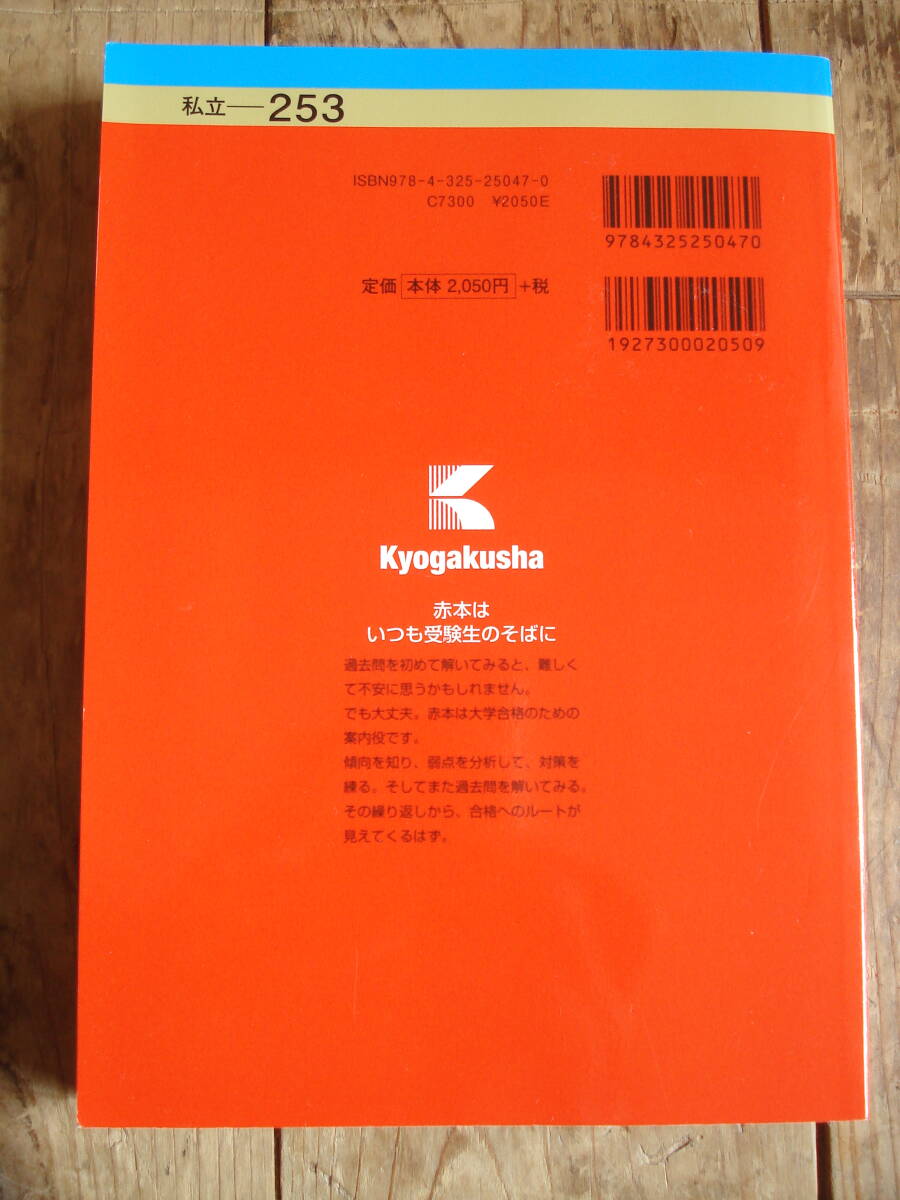 私立―253
ISBN978-4-325-25047-0
C7300 ¥2050E
9784325250470
定価 本体 2,050円 +税
1927300020509
Kyogakusha
赤本は
いつも受験生のそばに
過去問を初めて解いてみると、難しく
て不安に思うかもしれません。
でも大丈夫。赤本は大学合格のための
案内役です。
傾向を知り、弱点を分析して、対策を
練る。そしてまた過去問を解いてみる。
その繰り返しから、合格へのルートが
見えてくるはず。